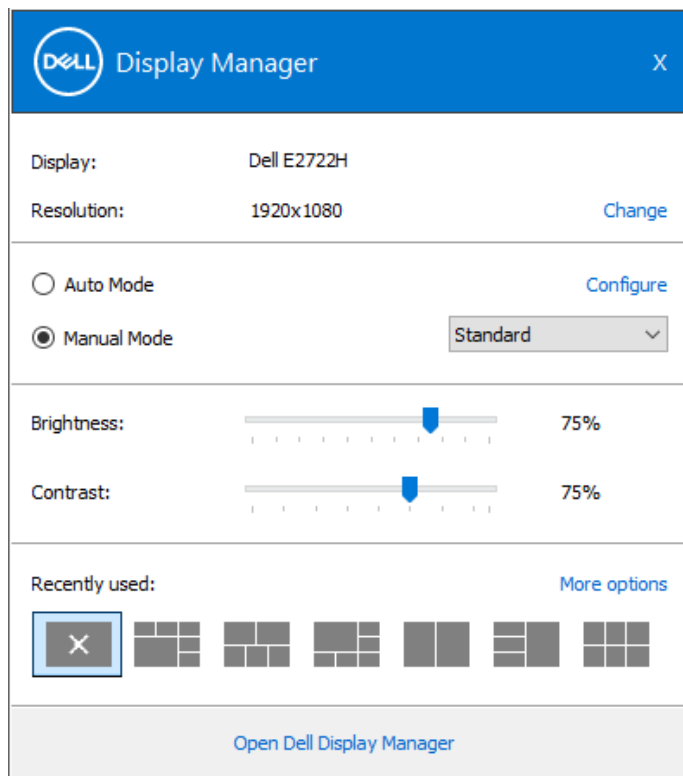 DELL Display Manager X
Display: Dell E2722H
Resolution: 1920x1080 Change
Auto Mode Configure
Manual Mode Standard
Brightness: 75%
Contrast: 75%
Recently used: More options
Open Dell Display Manager